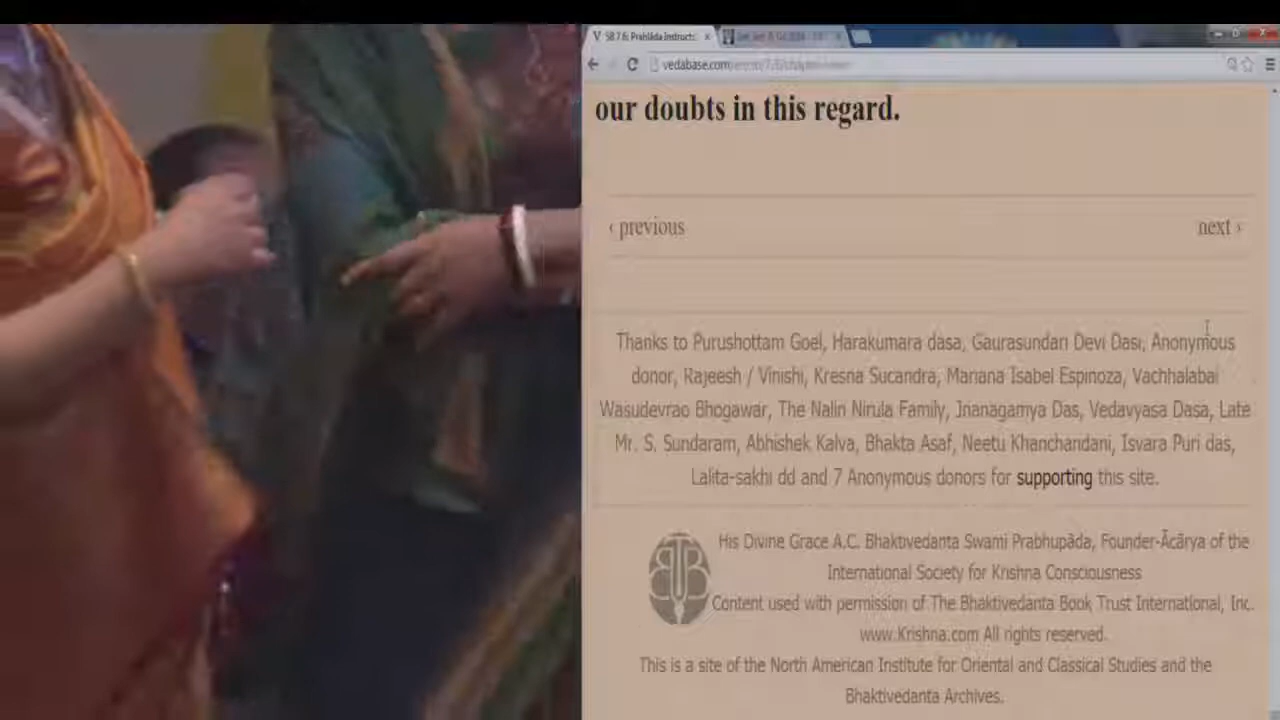 SB 7.6: Prahlāda Instructs
vedabase.com
our doubts in this regard.
‹ previous
next ›
Thanks to Purushottam Goel, Harakumara dasa, Gaurasundari Devi Dasi, Anonymous
donor, Rajeesh / Vinishi, Kresna Sucandra, Mariana Isabel Espinoza, Vachhalabai
Wasudevrao Bhogawar, The Nalin Nirula Family, Jnanagamya Das, Vedavyasa Dasa, Late
Mr. S. Sundaram, Abhishek Kalva, Bhakta Asaf, Neetu Khanchandani, Isvara Puri das,
Lalita-sakhi dd and 7 Anonymous donors for supporting this site.
His Divine Grace A.C. Bhaktivedanta Swami Prabhupāda, Founder-Ācārya of the
International Society for Krishna Consciousness
Content used with permission of The Bhaktivedanta Book Trust International, Inc.
www.Krishna.com All rights reserved.
This is a site of the North American Institute for Oriental and Classical Studies and the
Bhaktivedanta Archives.